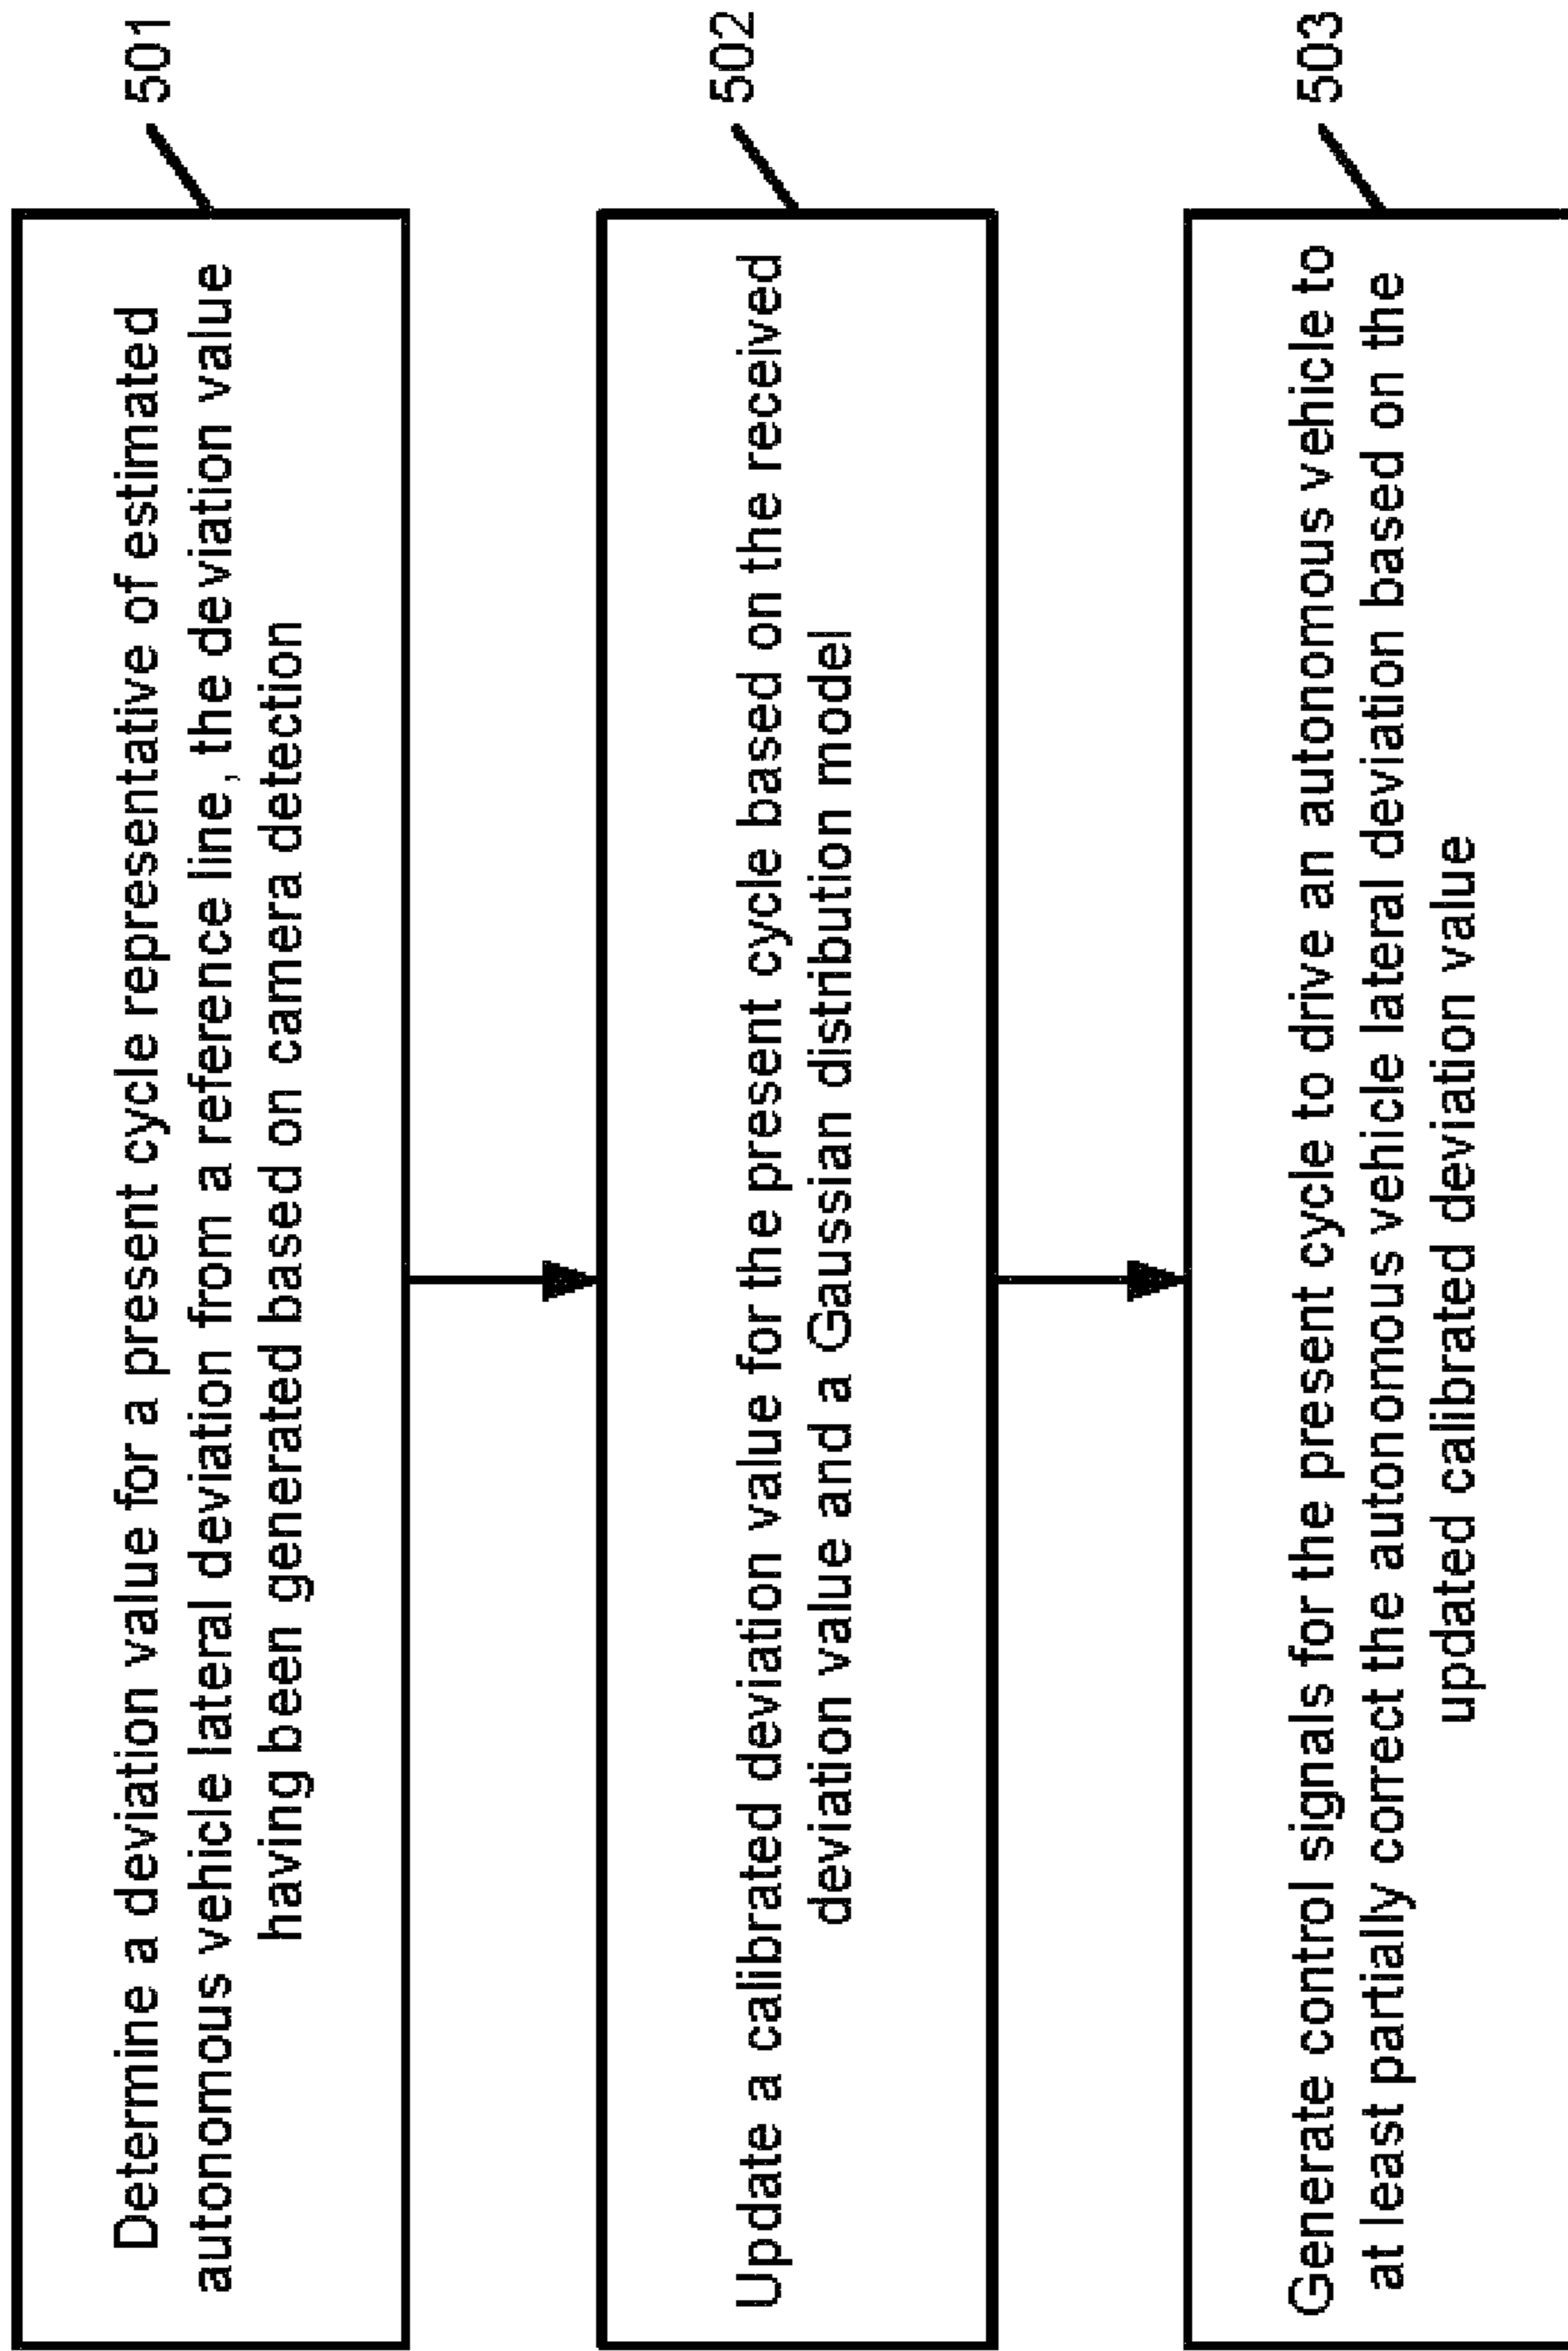 501
Determine a deviation value for a present cycle representative of estimated
autonomous vehicle lateral deviation from a reference line, the deviation value
having been generated based on camera detection
502
Update a calibrated deviation value for the present cycle based on the received
deviation value and a Gaussian distribution model
503
Generate control signals for the present cycle to drive an autonomous vehicle to
at least partially correct the autonomous vehicle lateral deviation based on the
updated calibrated deviation value